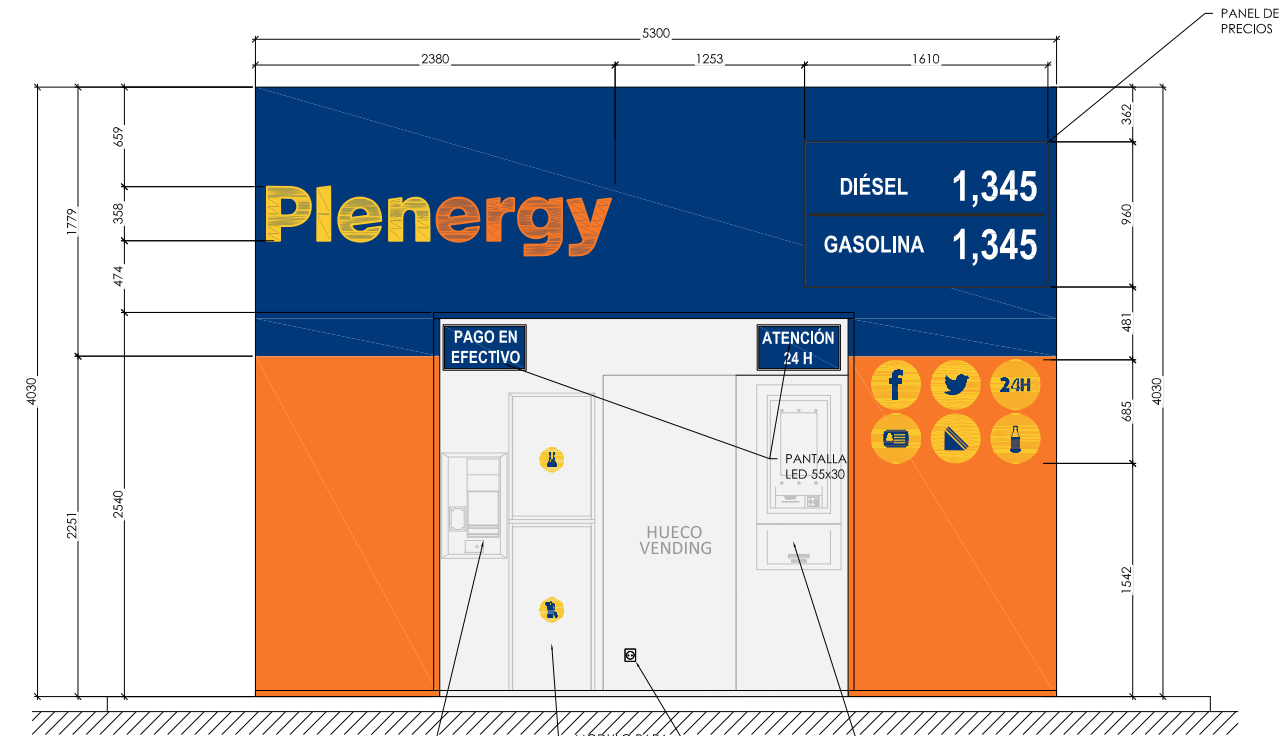 PANEL DE
PRECIOS
5300
2380
1253
1610
659
358
474
1779
2540
2251
4030
362
960
481
685
1542
4030
Plenergy
DIÉSEL 1,345
GASOLINA 1,345
PAGO EN
EFECTIVO
ATENCIÓN
24 H
24H
PANTALLA
LED 55x30
HUECO
VENDING